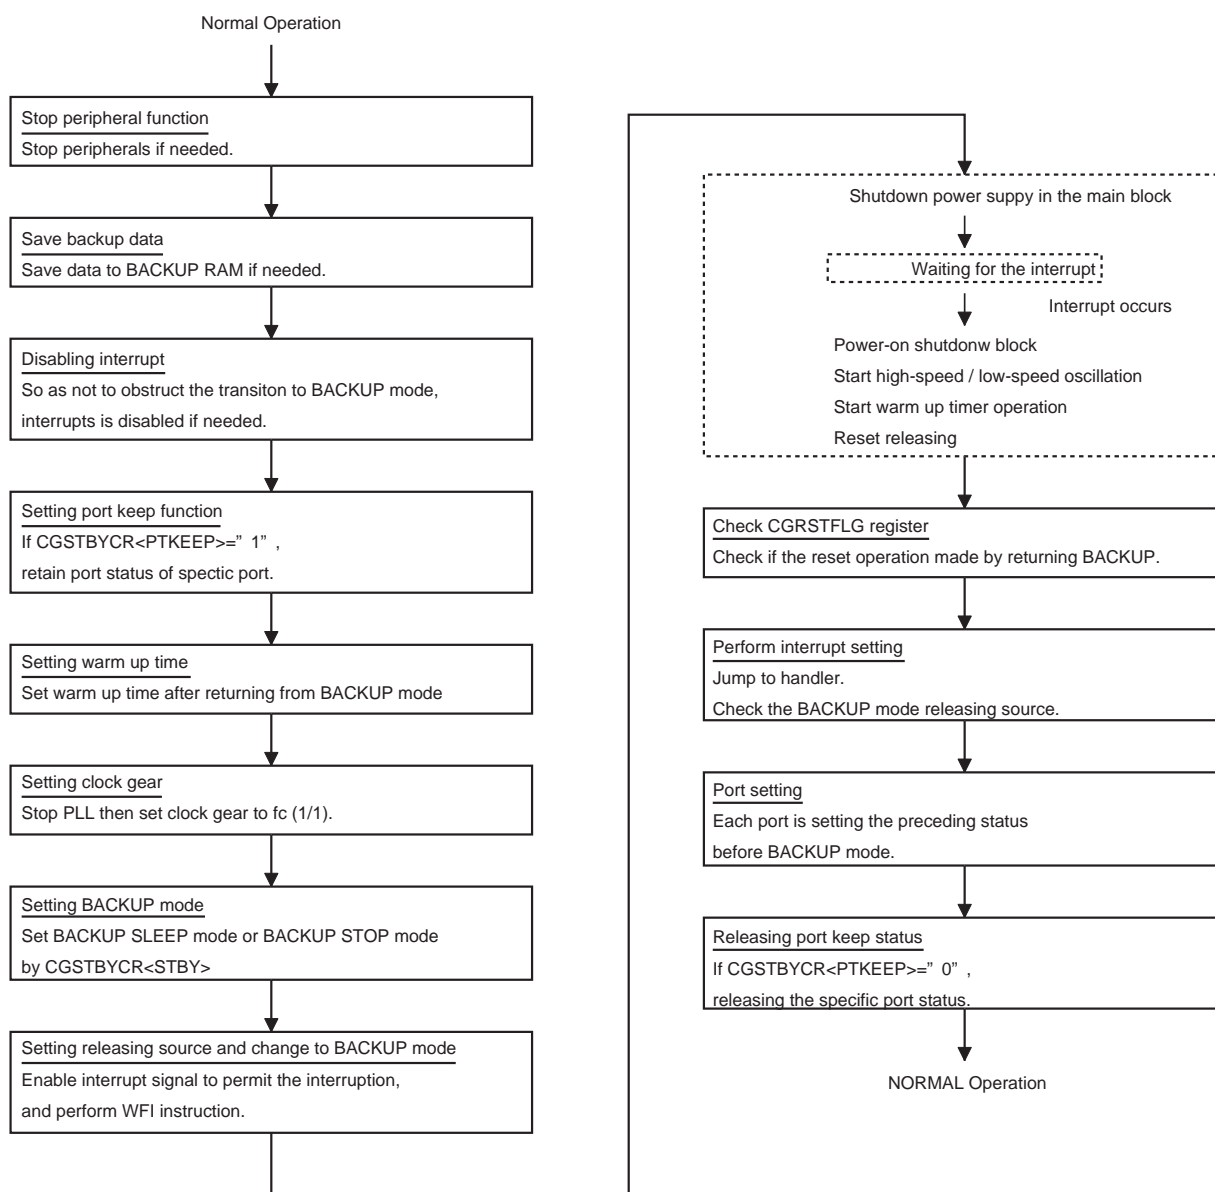 Normal Operation
Stop peripheral function
Stop peripherals if needed.
Save backup data
Save data to BACKUP RAM if needed.
Disabling interrupt
So as not to obstruct the transiton to BACKUP mode,
interrupts is disabled if needed.
Setting port keep function
If CGSTBYCR<PTKEEP>=” 1” ,
retain port status of spectic port.
Setting warm up time
Set warm up time after returning from BACKUP mode
Setting clock gear
Stop PLL then set clock gear to fc (1/1).
Setting BACKUP mode
Set BACKUP SLEEP mode or BACKUP STOP mode
by CGSTBYCR<STBY>
Setting releasing source and change to BACKUP mode
Enable interrupt signal to permit the interruption,
and perform WFI instruction.
Shutdown power suppy in the main block
Waiting for the interrupt
Interrupt occurs
Power-on shutdonw block
Start high-speed / low-speed oscillation
Start warm up timer operation
Reset releasing
Check CGRSTFLG register
Check if the reset operation made by returning BACKUP.
Perform interrupt setting
Jump to handler.
Check the BACKUP mode releasing source.
Port setting
Each port is setting the preceding status
before BACKUP mode.
Releasing port keep status
If CGSTBYCR<PTKEEP>=” 0” ,
releasing the specific port status.
NORMAL Operation